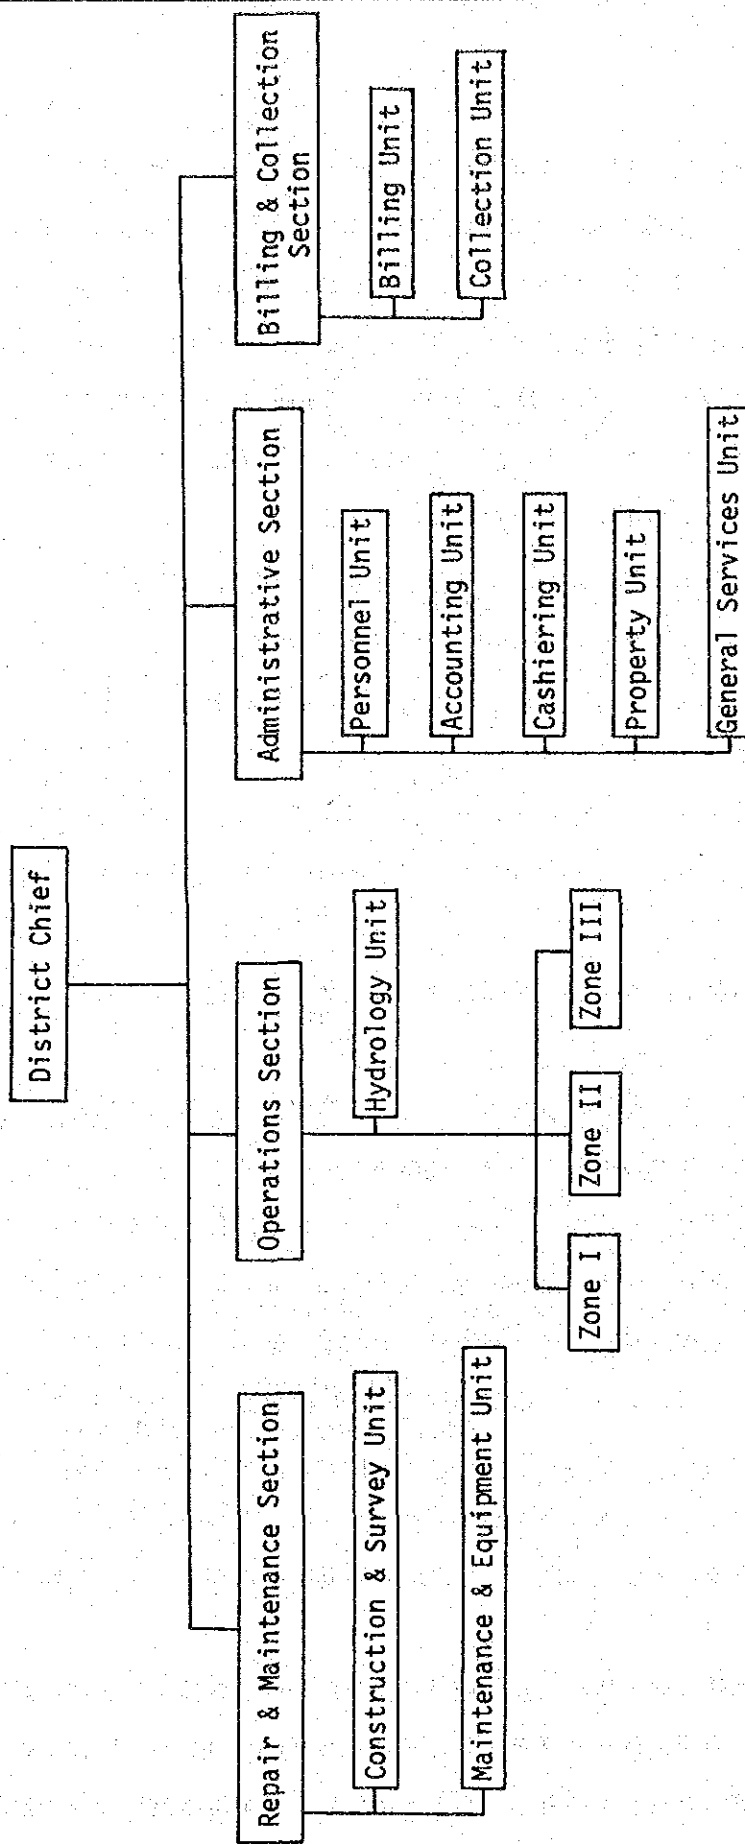 District Chief
Repair & Maintenance Section
Construction & Survey Unit
Maintenance & Equipment Unit
Operations Section
Hydrology Unit
Zone I
Zone II
Zone III
Administrative Section
Personnel Unit
Accounting Unit
Cashiering Unit
Property Unit
General Services Unit
Billing & Collection
Section
Billing Unit
Collection Unit